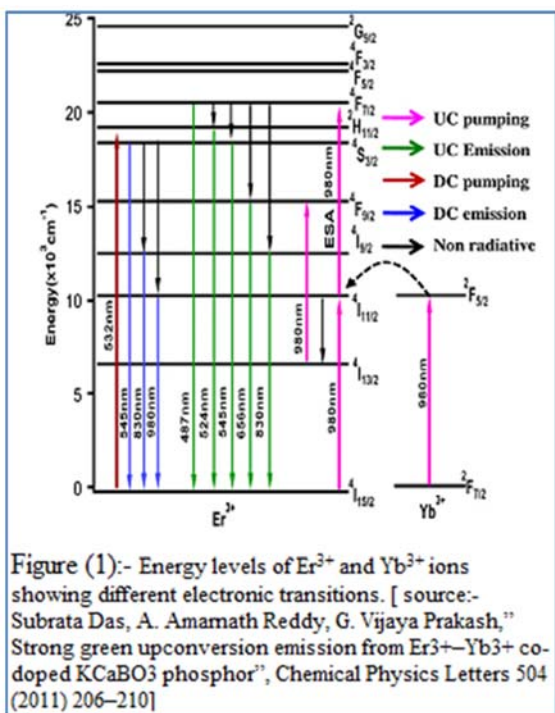 25
20
15
10
5
0
Energy(x10³cm⁻¹)
²G₉/₂
⁴F₃/₂
⁴F₅/₂
⁴F₇/₂
²H₁₁/₂
⁴S₃/₂
⁴F₉/₂
⁴I₉/₂
⁴I₁₁/₂
⁴I₁₃/₂
⁴I₁₅/₂
²F₅/₂
²F₇/₂
UC pumping
UC Emission
DC pumping
DC emission
Non radiative
532nm
545nm
830nm
980nm
487nm
524nm
545nm
656nm
830nm
980nm
ESA
980nm
980nm
980nm
Er³⁺
Yb³⁺
Figure (1):- Energy levels of Er³⁺ and Yb³⁺ ions
showing different electronic transitions. [ source:-
Subrata Das, A. Amarnath Reddy, G. Vijaya Prakash,”
Strong green upconversion emission from Er3+–Yb3+ co-
doped KCaBO3 phosphor”, Chemical Physics Letters 504
(2011) 206–210]